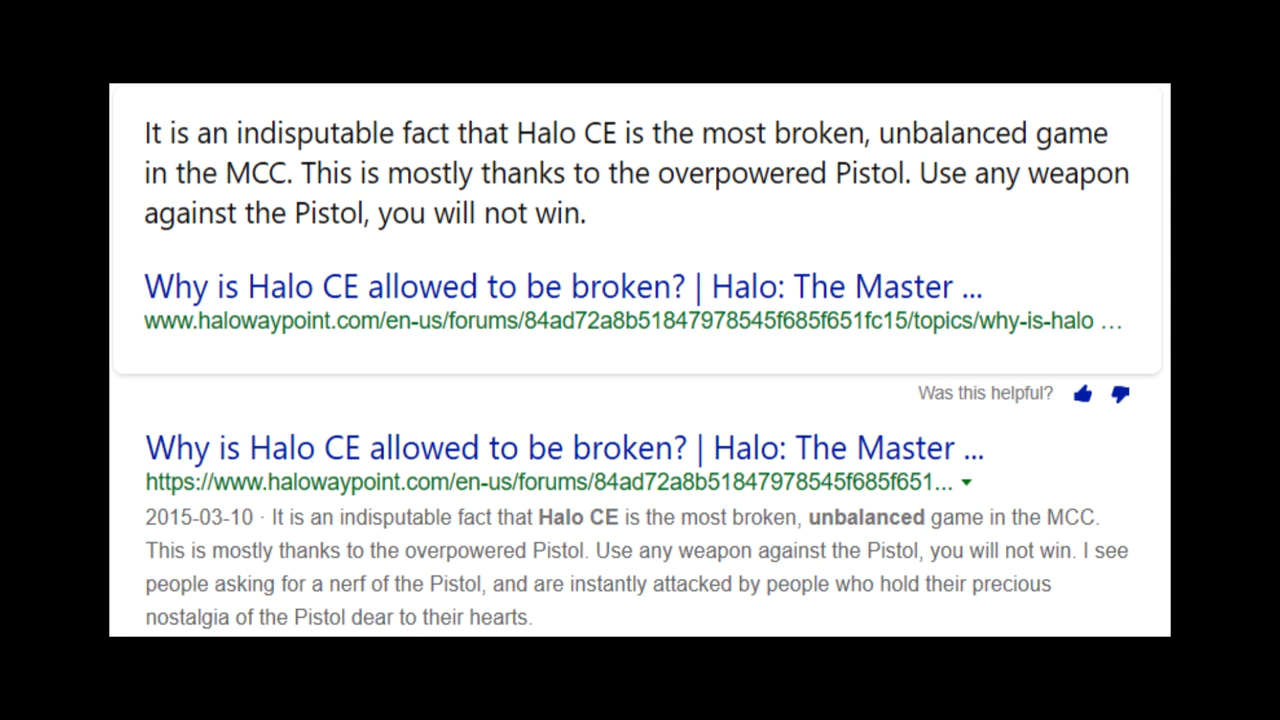 It is an indisputable fact that Halo CE is the most broken, unbalanced game
in the MCC. This is mostly thanks to the overpowered Pistol. Use any weapon
against the Pistol, you will not win.
Why is Halo CE allowed to be broken? | Halo: The Master ...
www.halowaypoint.com/en-us/forums/84ad72a8b51847978545f685f651fc15/topics/why-is-halo …
Was this helpful?
Why is Halo CE allowed to be broken? | Halo: The Master ...
https://www.halowaypoint.com/en-us/forums/84ad72a8b51847978545f685f651...
2015-03-10 · It is an indisputable fact that Halo CE is the most broken, unbalanced game in the MCC.
This is mostly thanks to the overpowered Pistol. Use any weapon against the Pistol, you will not win. I see
people asking for a nerf of the Pistol, and are instantly attacked by people who hold their precious
nostalgia of the Pistol dear to their hearts.